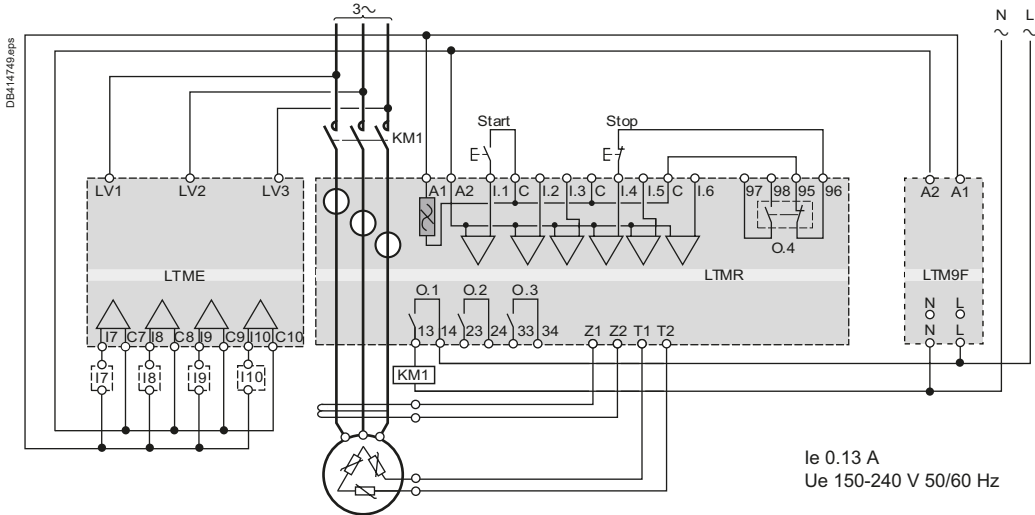 3~
N L
~ ~
DB414749.eps
Start
Stop
KM1
LV1 LV2 LV3
A1 A2 I.1 C I.2 I.3 C I.4 I.5 C I.6 97 98 95 96
A2 A1
O.4
LTME
LTMR
LTM9F
O.1 O.2 O.3
N L
I7 C7 I8 C8 I9 C9 I10 C10
13 14 23 24 33 34 Z1 Z2 T1 T2
N L
I7 I8 I9 I10
KM1
Ie 0.13 A
Ue 150-240 V 50/60 Hz